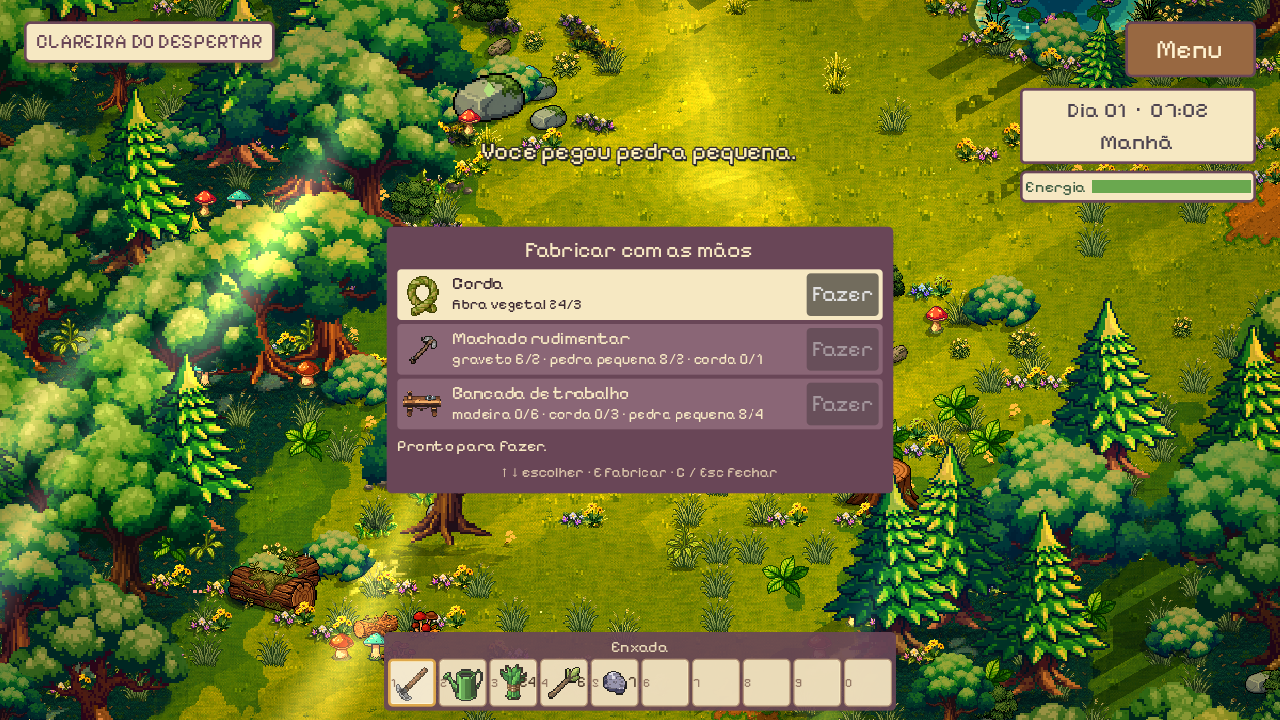 CLAREIRA DO DESPERTAR
Menu
Dia 01 · 07:02
Manhã
Energia
Você pegou pedra pequena.
Fabricar com as mãos
Corda
fibra vegetal 24/3
Fazer
Machado rudimentar
graveto 6/2 · pedra pequena 8/2 · corda 0/1
Fazer
Bancada de trabalho
madeira 0/6 · corda 0/3 · pedra pequena 8/4
Fazer
Pronto para fazer.
↑ ↓ escolher · E fabricar · C / Esc fechar
Enxada
1 2 3 4 5 6 7 8 9 0